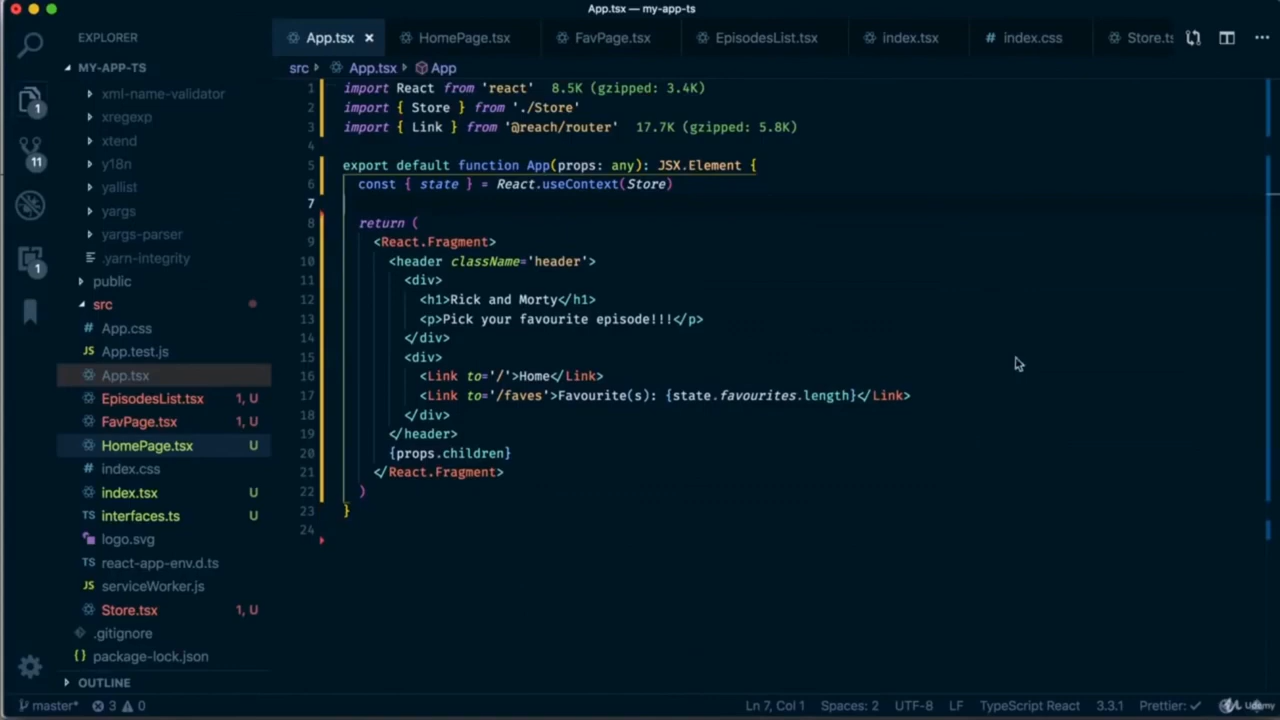 App.tsx — my-app-ts
EXPLORER
App.tsx ×
HomePage.tsx
FavPage.tsx
EpisodesList.tsx
index.tsx
# index.css
Store.ts
MY-APP-TS
src › App.tsx › App
xml-name-validator
xregexp
xtend
y18n
yallist
yargs
yargs-parser
.yarn-integrity
public
src
# App.css
JS App.test.js
App.tsx
EpisodesList.tsx 1, U
FavPage.tsx 1, U
HomePage.tsx U
# index.css
index.tsx U
TS interfaces.ts U
logo.svg
TS react-app-env.d.ts
JS serviceWorker.js
Store.tsx 1, U
.gitignore
{} package-lock.json
OUTLINE
1
11
1
1 import React from 'react' 8.5K (gzipped: 3.4K)
2 import { Store } from './Store'
3 import { Link } from '@reach/router' 17.7K (gzipped: 5.8K)
4
5 export default function App(props: any): JSX.Element {
6 const { state } = React.useContext(Store)
7
8 return (
9 <React.Fragment>
10 <header className='header'>
11 <div>
12 <h1>Rick and Morty</h1>
13 <p>Pick your favourite episode!!!</p>
14 </div>
15 <div>
16 <Link to='/'>Home</Link>
17 <Link to='/faves'>Favourite(s): {state.favourites.length}</Link>
18 </div>
19 </header>
20 {props.children}
21 </React.Fragment>
22 )
23 }
24
master* 3 0
Ln 7, Col 1
Spaces: 2
UTF-8
LF
TypeScript React
3.3.1
Prettier: ✓
Udemy